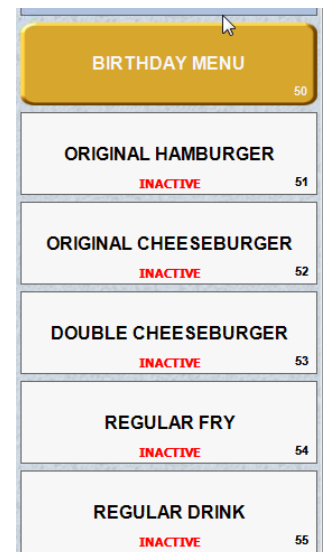 BIRTHDAY MENU
50
ORIGINAL HAMBURGER
INACTIVE 51
ORIGINAL CHEESEBURGER
INACTIVE 52
DOUBLE CHEESEBURGER
INACTIVE 53
REGULAR FRY
INACTIVE 54
REGULAR DRINK
INACTIVE 55